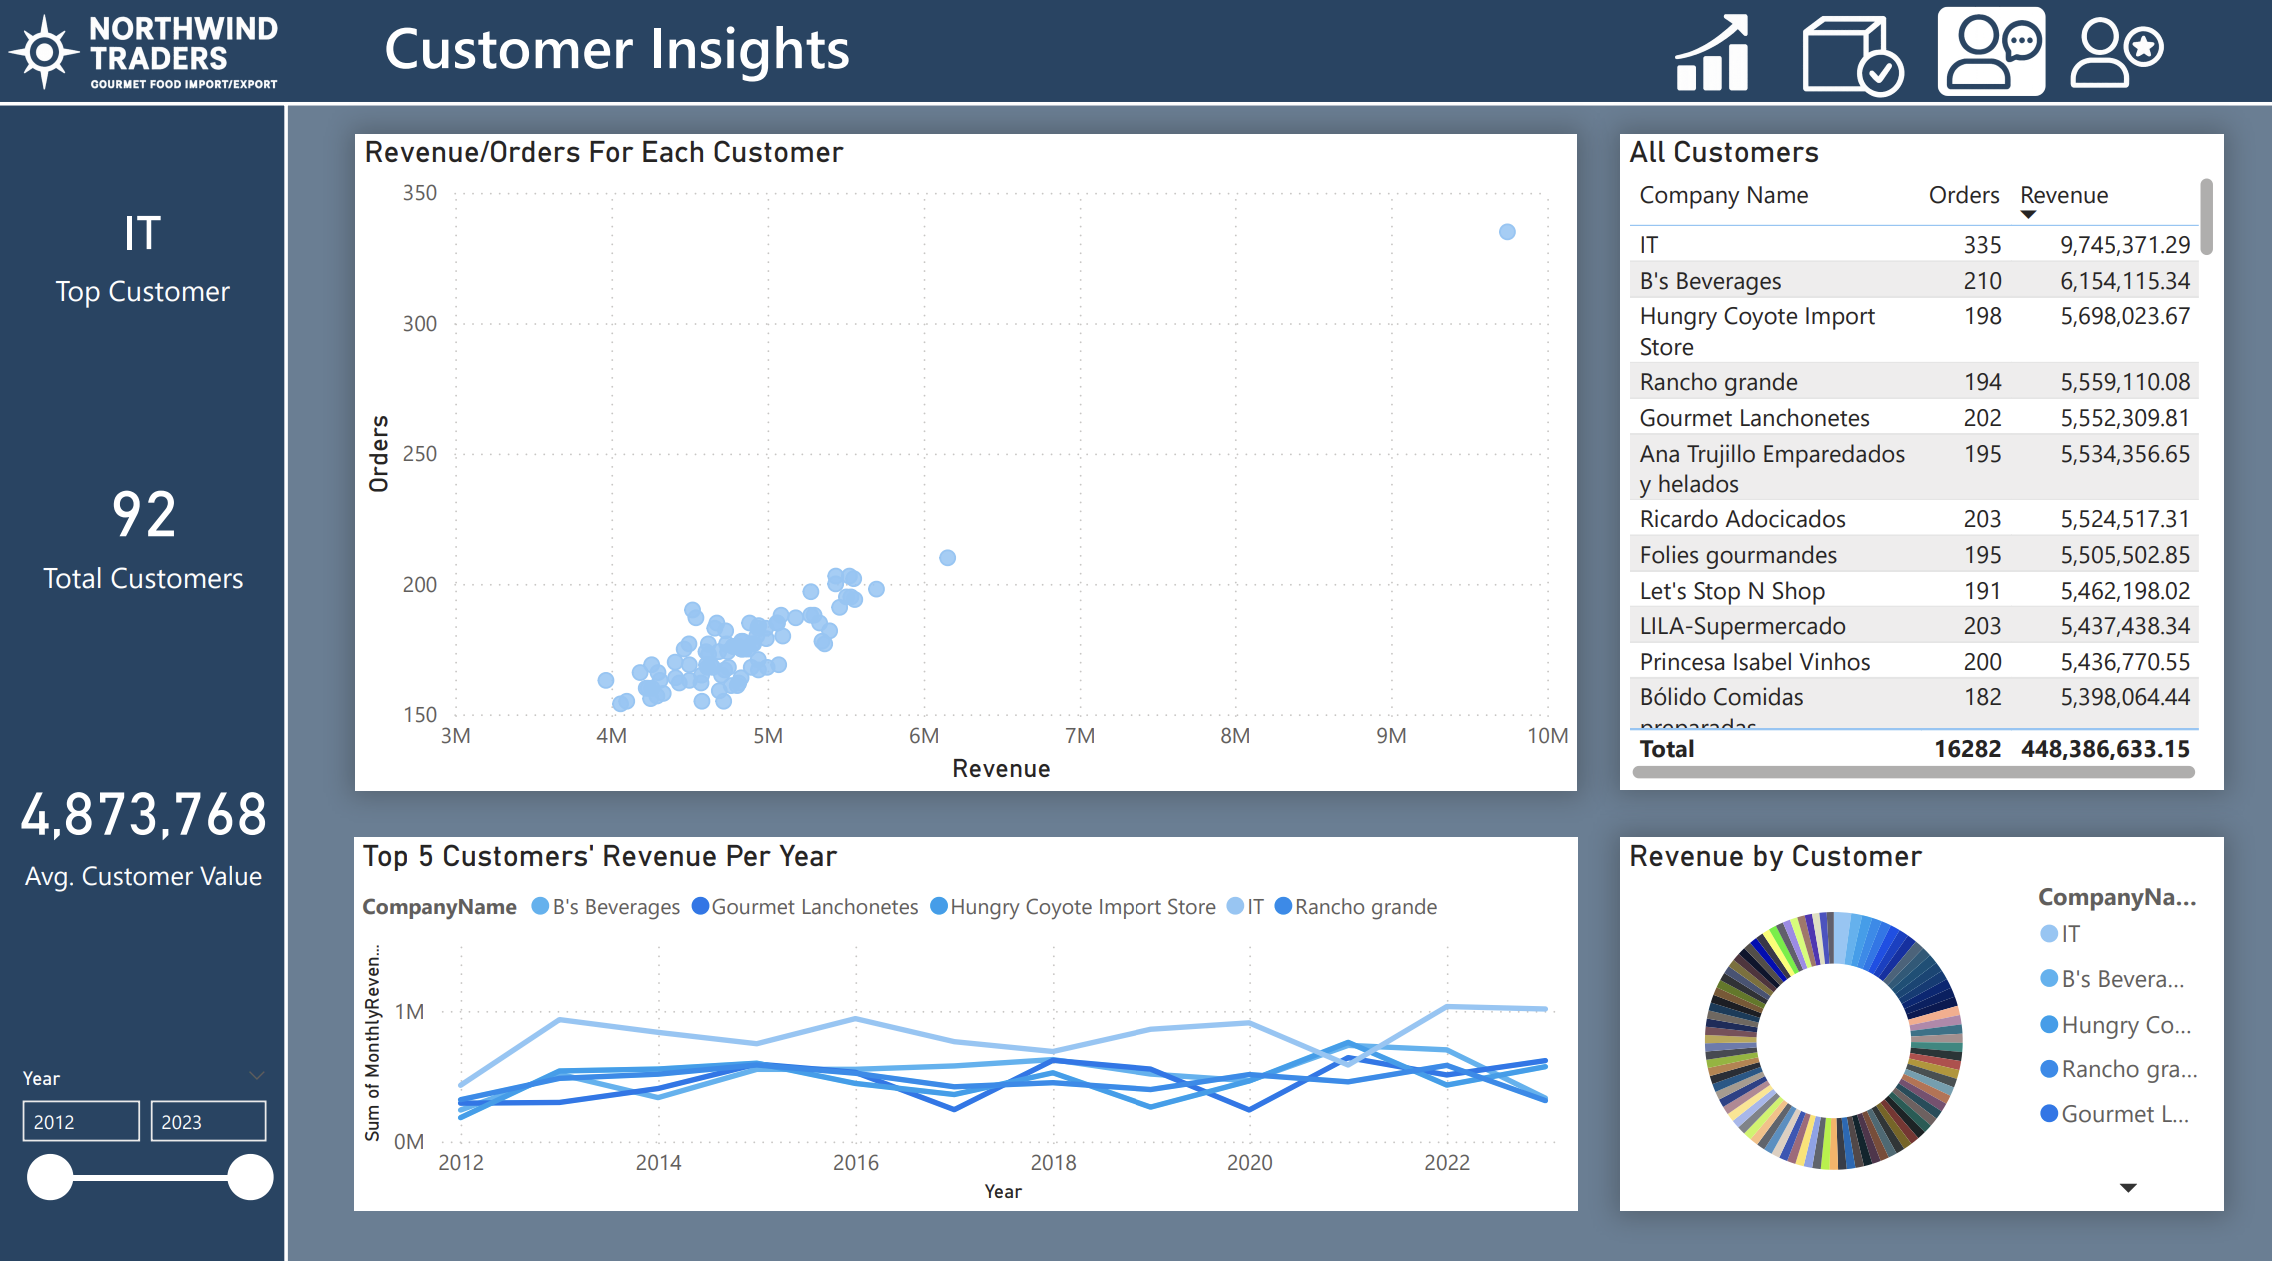 NORTHWIND
TRADERS
GOURMET FOOD IMPORT/EXPORT
Customer Insights
IT
Top Customer
92
Total Customers
4,873,768
Avg. Customer Value
Year
2012
2023
Revenue/Orders For Each Customer
350
300
250
200
150
Orders
3M 4M 5M 6M 7M 8M 9M 10M
Revenue
All Customers
Company Name Orders Revenue
IT 335 9,745,371.29
B's Beverages 210 6,154,115.34
Hungry Coyote Import 198 5,698,023.67
Store
Rancho grande 194 5,559,110.08
Gourmet Lanchonetes 202 5,552,309.81
Ana Trujillo Emparedados 195 5,534,356.65
y helados
Ricardo Adocicados 203 5,524,517.31
Folies gourmandes 195 5,505,502.85
Let's Stop N Shop 191 5,462,198.02
LILA-Supermercado 203 5,437,438.34
Princesa Isabel Vinhos 200 5,436,770.55
Bólido Comidas 182 5,398,064.44
preparadas
Total 16282 448,386,633.15
Top 5 Customers' Revenue Per Year
CompanyName B's Beverages Gourmet Lanchonetes Hungry Coyote Import Store IT Rancho grande
Sum of MonthlyReven...
1M
0M
2012 2014 2016 2018 2020 2022
Year
Revenue by Customer
CompanyNa...
IT
B's Bevera...
Hungry Co...
Rancho gra...
Gourmet L...